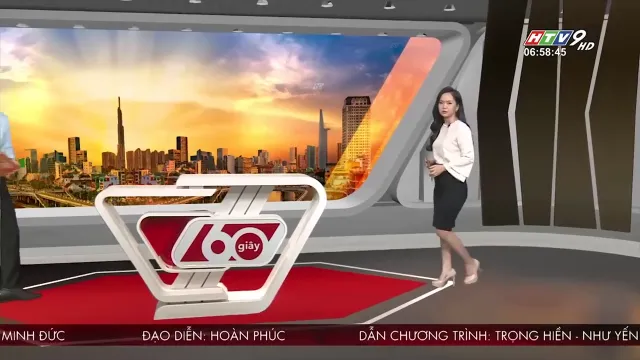 HTV9 HD
06:58:45
60 giây
MINH ĐỨC ĐẠO DIỄN: HOÀN PHÚC DẪN CHƯƠNG TRÌNH: TRỌNG HIỀN - NHƯ YẾN